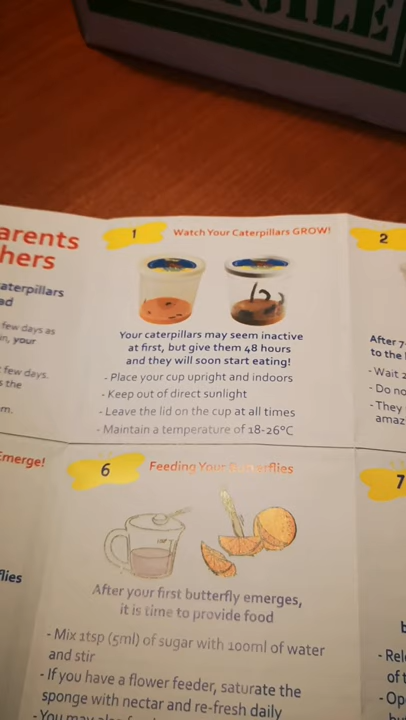 arents
hers
aterpillars
ad
few days as
in, your
few days.
s the
m.
1
Watch Your Caterpillars GROW!
Your caterpillars may seem inactive
at first, but give them 48 hours
and they will soon start eating!
- Place your cup upright and indoors
- Keep out of direct sunlight
- Leave the lid on the cup at all times
- Maintain a temperature of 18-26°C
2
After 7-
to the
- Wait 2
- Do no
- They
amaz
Emerge!
flies
6
Feeding Your erflies
After your first butterfly emerges,
it is time to provide food
- Mix 1tsp (5ml) of sugar with 100ml of water
and stir
- If you have a flower feeder, saturate the
sponge with nectar and re-fresh daily
- You may also
7
b
- Rele
of t
- Op